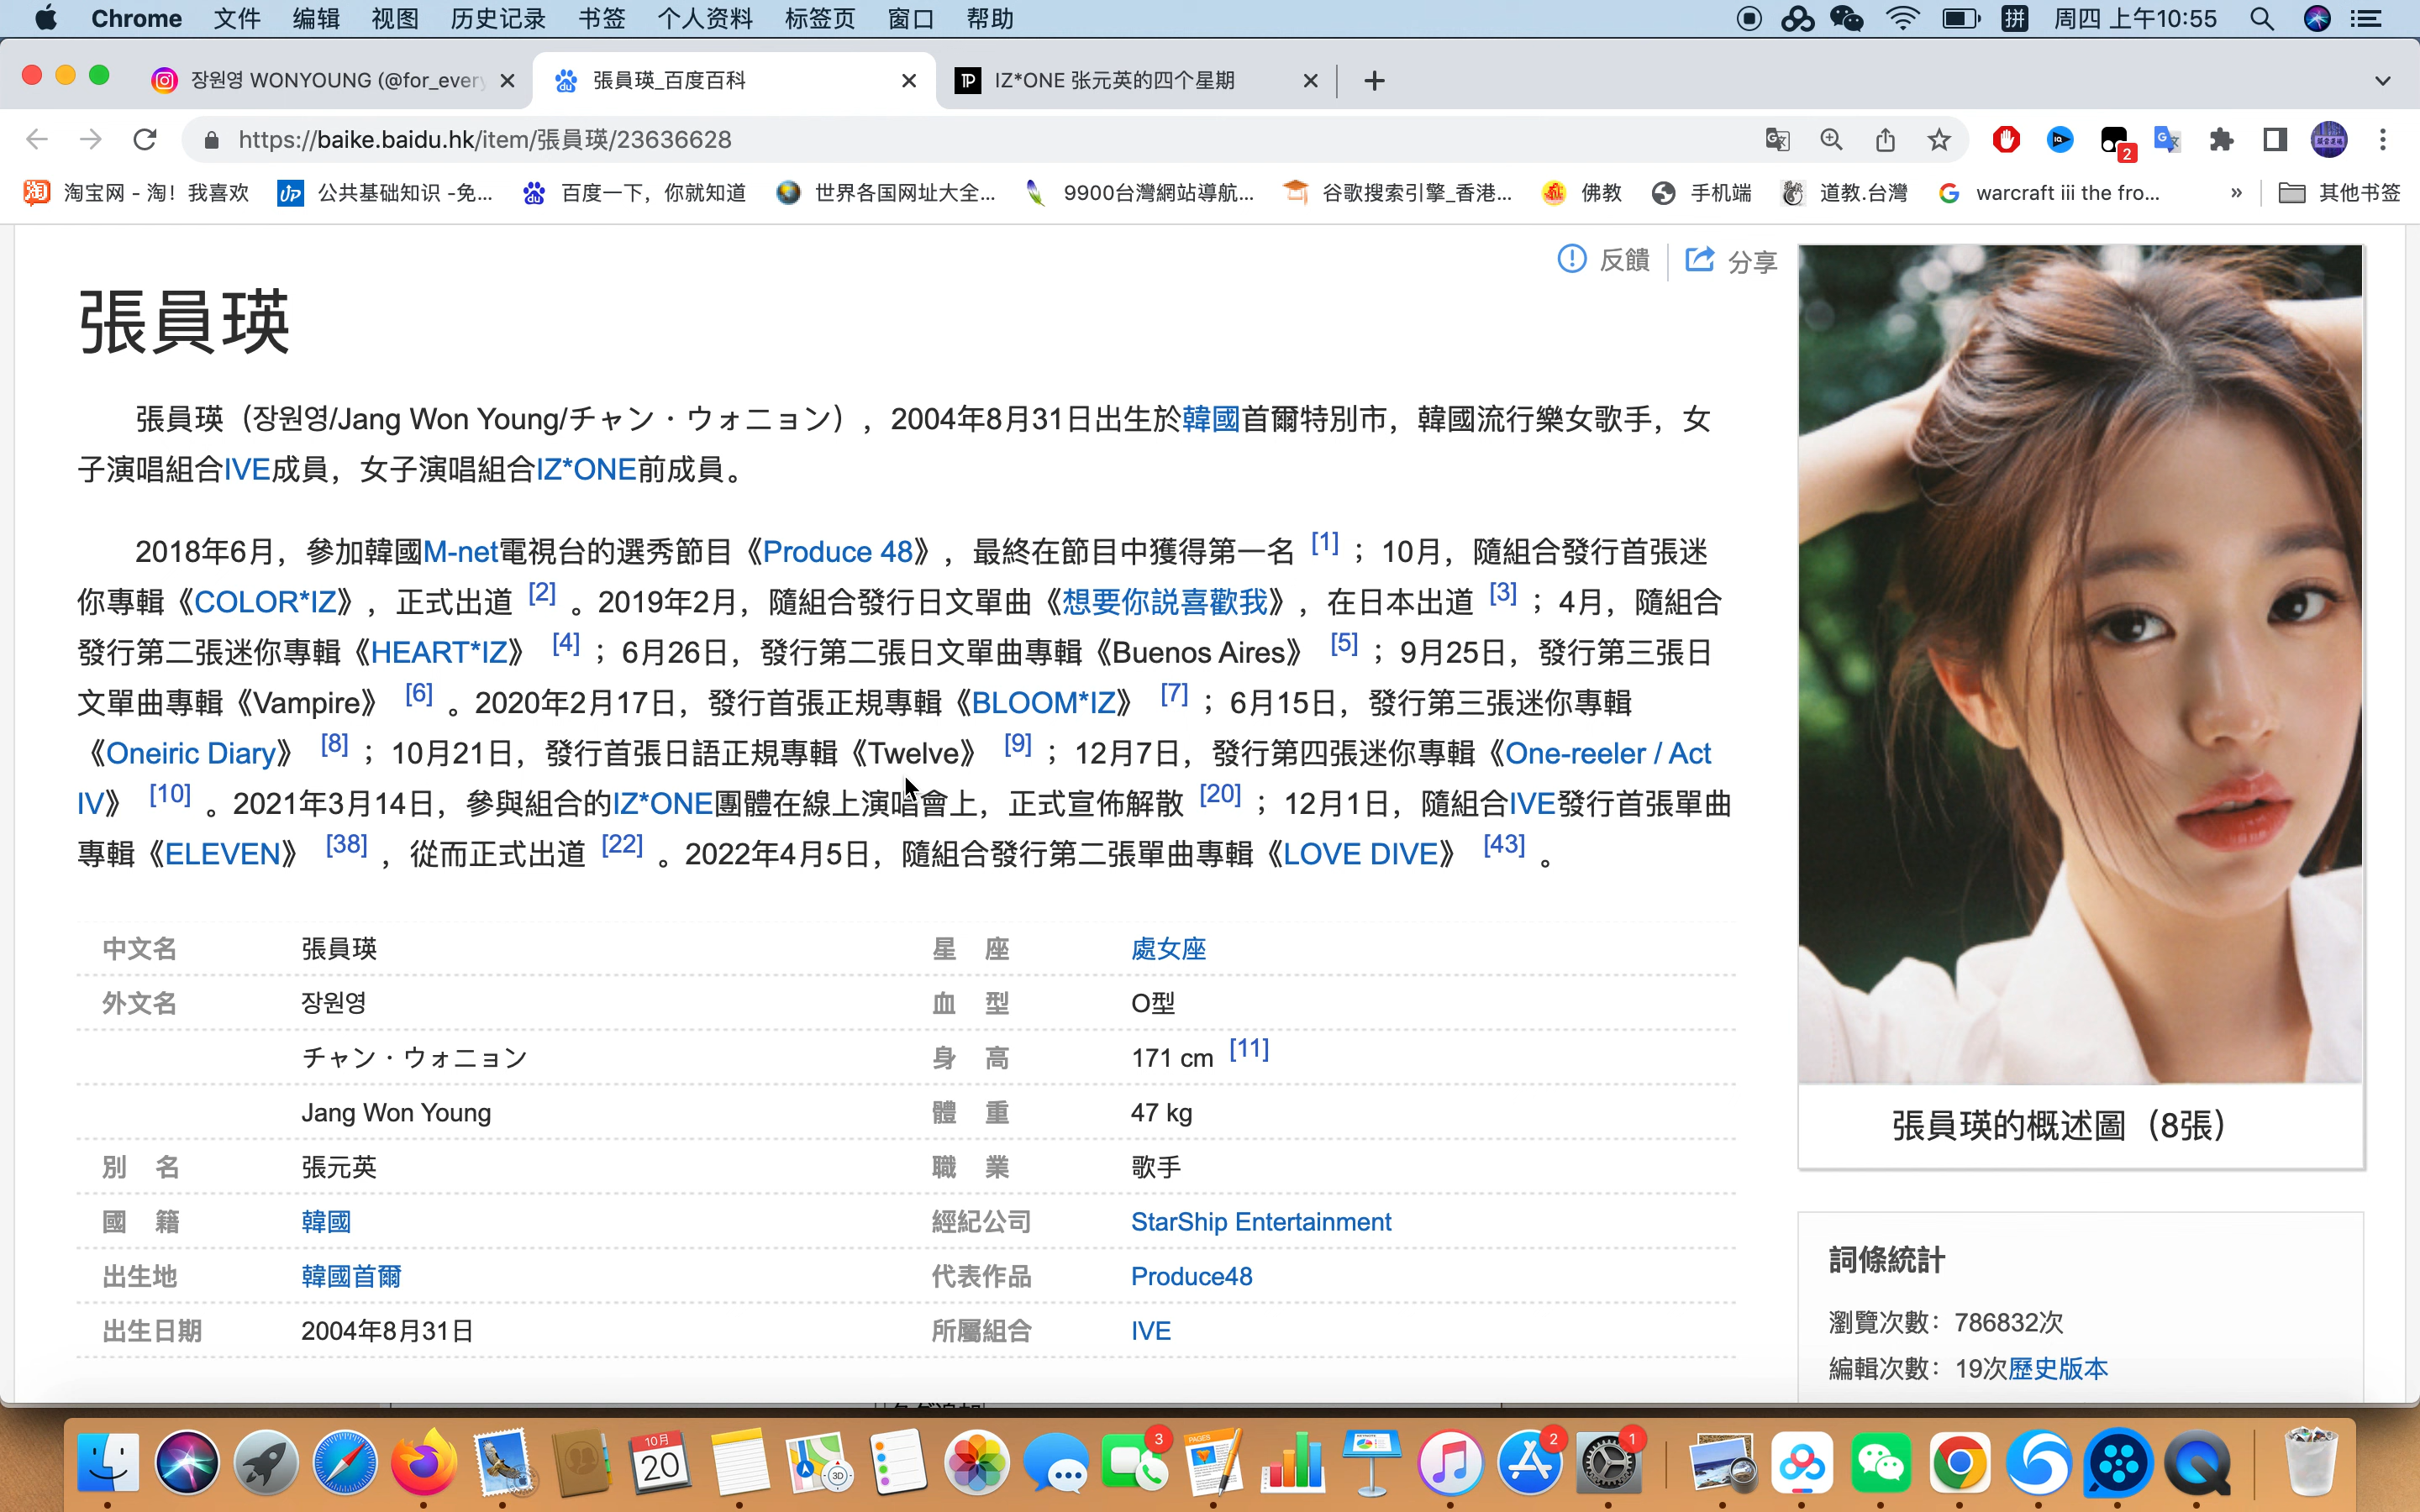 Chrome 文件 编辑 视图 历史记录 书签 个人资料 标签页 窗口 帮助 拼 周四 上午10:55
장원영 WONYOUNG (@for_every 張員瑛_百度百科 IZ*ONE 张元英的四个星期
https://baike.baidu.hk/item/張員瑛/23636628 2
淘宝网 - 淘！我喜欢 公共基础知识 -免... 百度一下，你就知道 世界各国网址大全... 9900台灣網站導航... 谷歌搜索引擎_香港... 佛教 手机端 道教.台灣 warcraft iii the fro... » 其他书签
反饋 分享
張員瑛
張員瑛（장원영/Jang Won Young/チャン・ウォニョン），2004年8月31日出生於韓國首爾特別市，韓國流行樂女歌手，女
子演唱組合IVE成員，女子演唱組合IZ*ONE前成員。
2018年6月，參加韓國M-net電視台的選秀節目《Produce 48》，最終在節目中獲得第一名 [1] ；10月，隨組合發行首張迷
你專輯《COLOR*IZ》，正式出道 [2] 。2019年2月，隨組合發行日文單曲《想要你説喜歡我》，在日本出道 [3] ；4月，隨組合
發行第二張迷你專輯《HEART*IZ》 [4] ；6月26日，發行第二張日文單曲專輯《Buenos Aires》 [5] ；9月25日，發行第三張日
文單曲專輯《Vampire》 [6] 。2020年2月17日，發行首張正規專輯《BLOOM*IZ》 [7] ；6月15日，發行第三張迷你專輯
《Oneiric Diary》 [8] ；10月21日，發行首張日語正規專輯《Twelve》 [9] ；12月7日，發行第四張迷你專輯《One-reeler / Act
IV》 [10] 。2021年3月14日，參與組合的IZ*ONE團體在線上演唱會上，正式宣佈解散 [20] ；12月1日，隨組合IVE發行首張單曲
專輯《ELEVEN》 [38] ，從而正式出道 [22] 。2022年4月5日，隨組合發行第二張單曲專輯《LOVE DIVE》 [43] 。
中文名 張員瑛 星 座 處女座
外文名 장원영 血 型 O型
チャン・ウォニョン 身 高 171 cm [11]
Jang Won Young 體 重 47 kg
別 名 張元英 職 業 歌手
國 籍 韓國 經紀公司 StarShip Entertainment
出生地 韓國首爾 代表作品 Produce48
出生日期 2004年8月31日 所屬組合 IVE
張員瑛的概述圖（8張）
詞條統計
瀏覽次數：786832次
編輯次數：19次歷史版本
10月 20 3D 3 PAGES 2 1